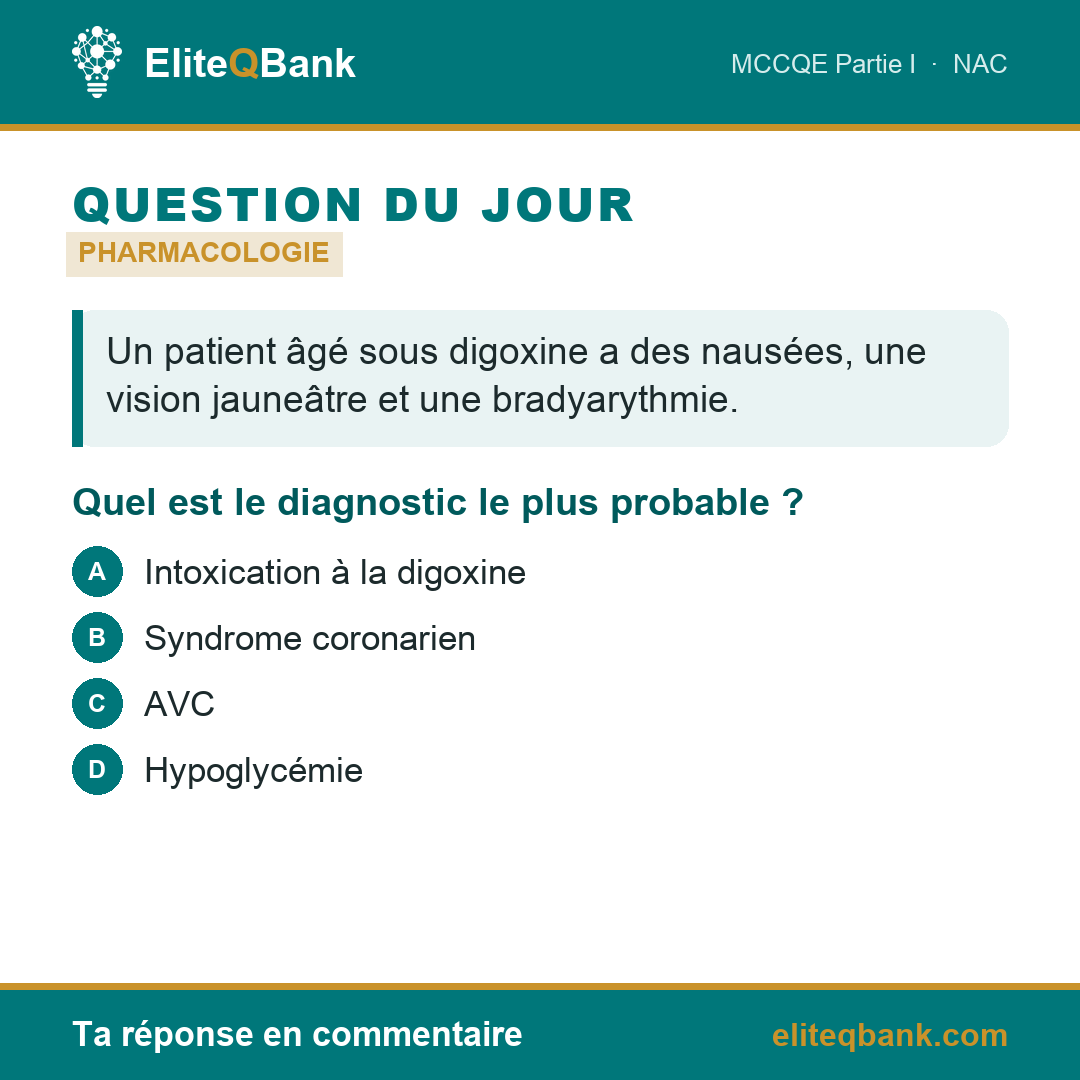 EliteQBank
MCCQE Partie I · NAC
QUESTION DU JOUR
PHARMACOLOGIE
Un patient âgé sous digoxine a des nausées, une
vision jauneâtre et une bradyarythmie.
Quel est le diagnostic le plus probable ?
A Intoxication à la digoxine
B Syndrome coronarien
C AVC
D Hypoglycémie
Ta réponse en commentaire
eliteqbank.com